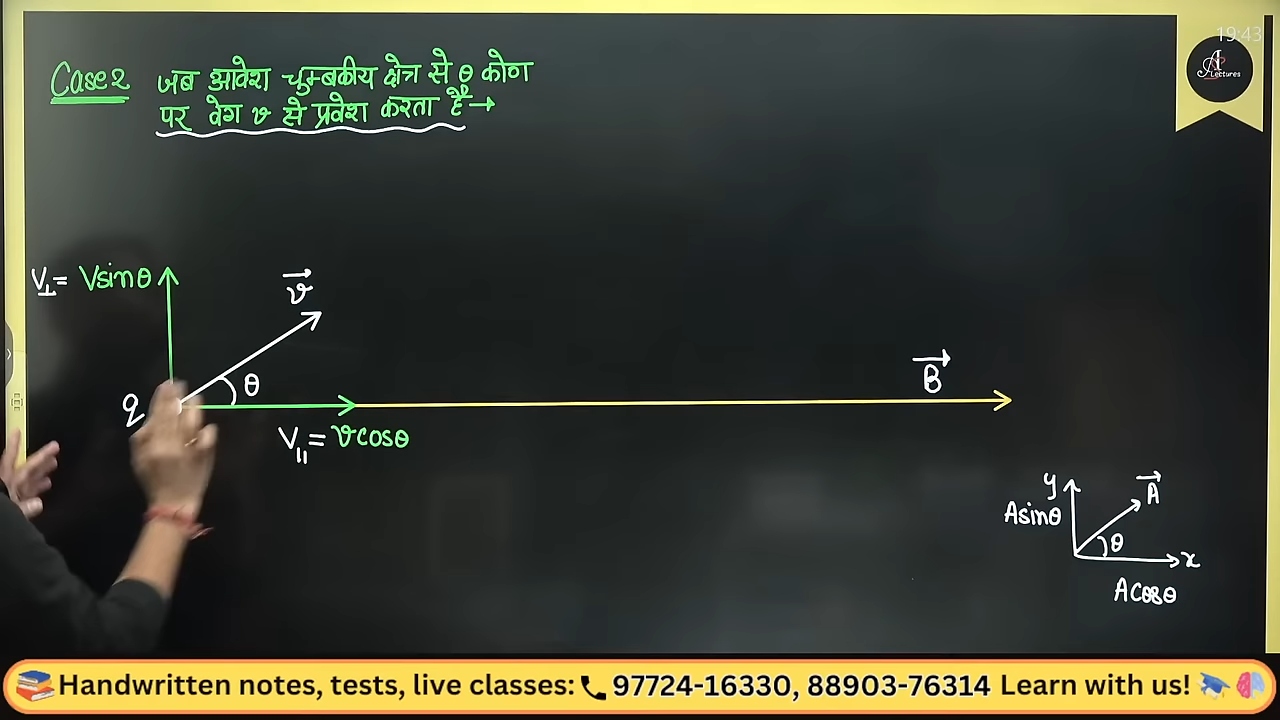 19:43
A Lectures
Case 2 जब आवेश चुम्बकीय क्षेत्र से θ कोण
पर वेग v से प्रवेश करता है→
V⊥ = Vsinθ
v⃗
θ
B⃗
q
V|| = vcosθ
y
A⃗
Asinθ
θ
x
Acosθ
Handwritten notes, tests, live classes: 97724-16330, 88903-76314 Learn with us!